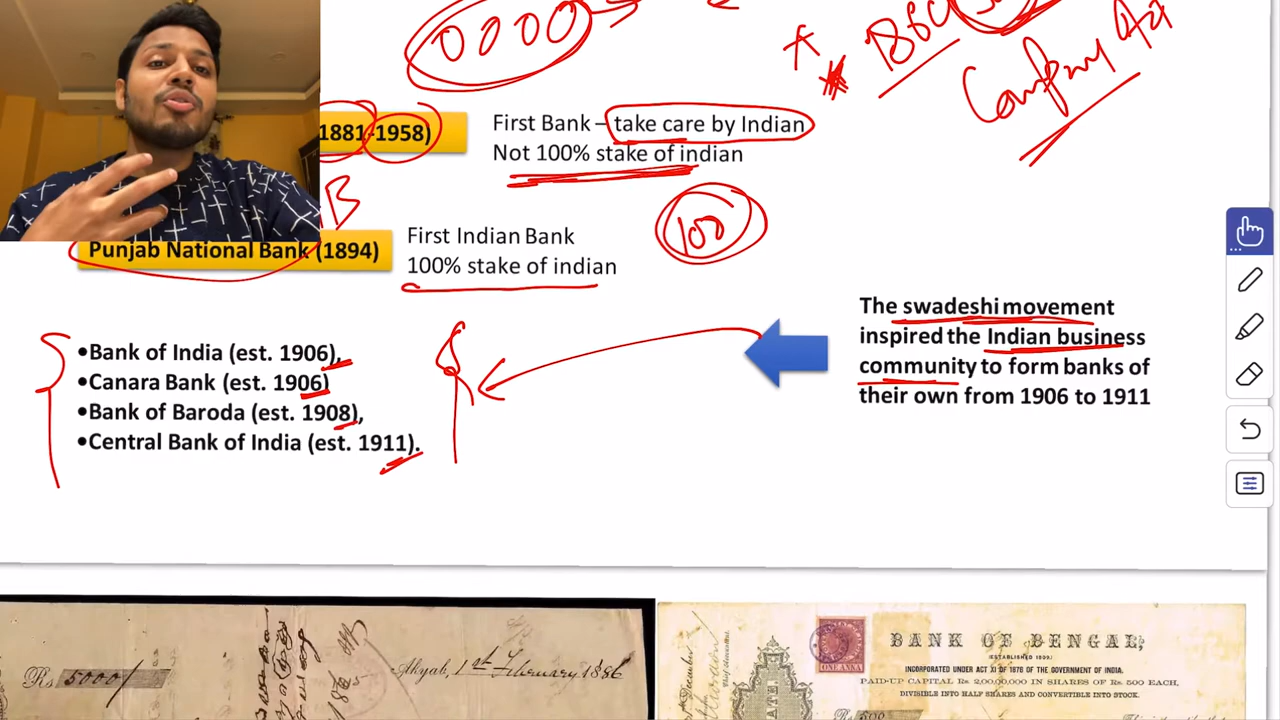 1860
Company Act
1881-1958)
First Bank – take care by Indian
Not 100% stake of indian
100
B
Punjab National Bank (1894)
First Indian Bank
100% stake of indian
The swadeshi movement
inspired the Indian business
community to form banks of
their own from 1906 to 1911
•Bank of India (est. 1906),
•Canara Bank (est. 1906)
•Bank of Baroda (est. 1908),
•Central Bank of India (est. 1911).
Rs 5000/
Akyab, 1st February 1886
BANK OF BENGAL,
(ESTABLISHED 1809)
INCORPORATED UNDER ACT XI OF 1876 OF THE GOVERNMENT OF INDIA.
PAID-UP CAPITAL Rs. 2,00,00,000 IN SHARES OF Rs. 500 EACH,
DIVISIBLE INTO HALF SHARES AND CONVERTIBLE INTO STOCK.
ONE ANNA
Rs 500